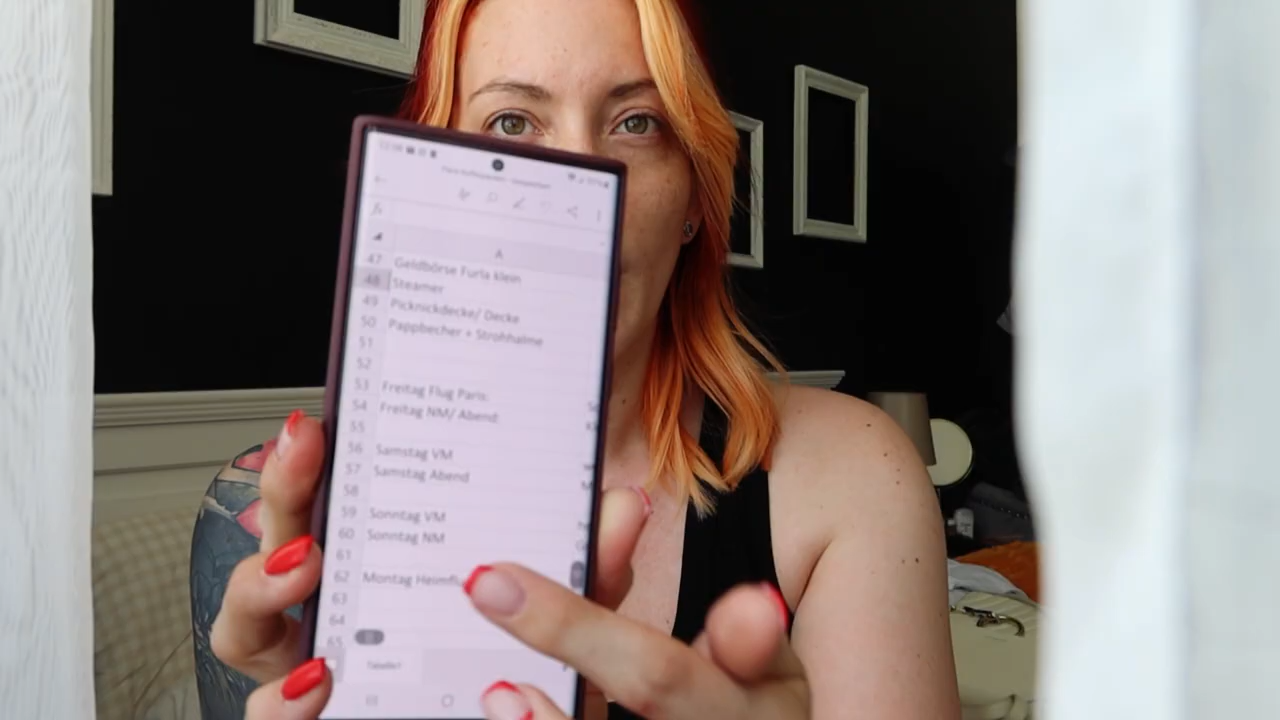 A
47 Geldbörse Furla klein
48 Steamer
49 Picknickdecke/ Decke
50 Pappbecher + Strohhalme
51
52
53 Freitag Flug Paris:
54 Freitag NM/ Abend:
55
56 Samstag VM
57 Samstag Abend
58
59 Sonntag VM
60 Sonntag NM
61
62 Montag Heimflu
63
64
65
Tabelle1